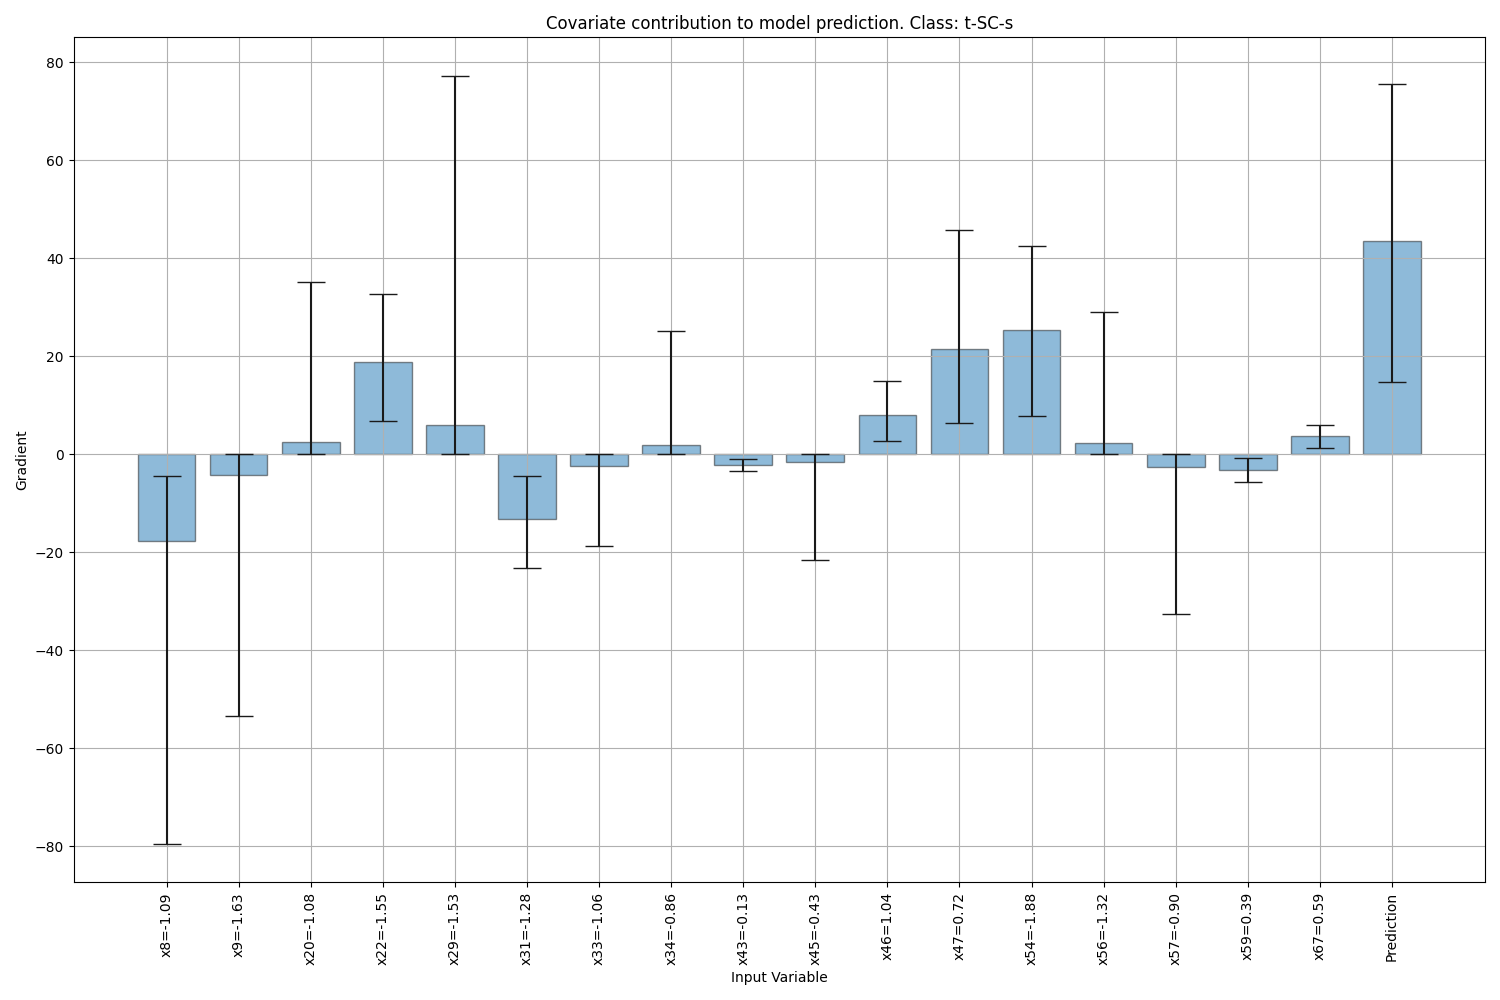 Covariate contribution to model prediction. Class: t-SC-s
80
60
40
20
0
−20
−40
−60
−80
Gradient
x8=-1.09
x9=-1.63
x20=-1.08
x22=-1.55
x29=-1.53
x31=-1.28
x33=-1.06
x34=-0.86
x43=-0.13
x45=-0.43
x46=1.04
x47=0.72
x54=-1.88
x56=-1.32
x57=-0.90
x59=0.39
x67=0.59
Prediction
Input Variable